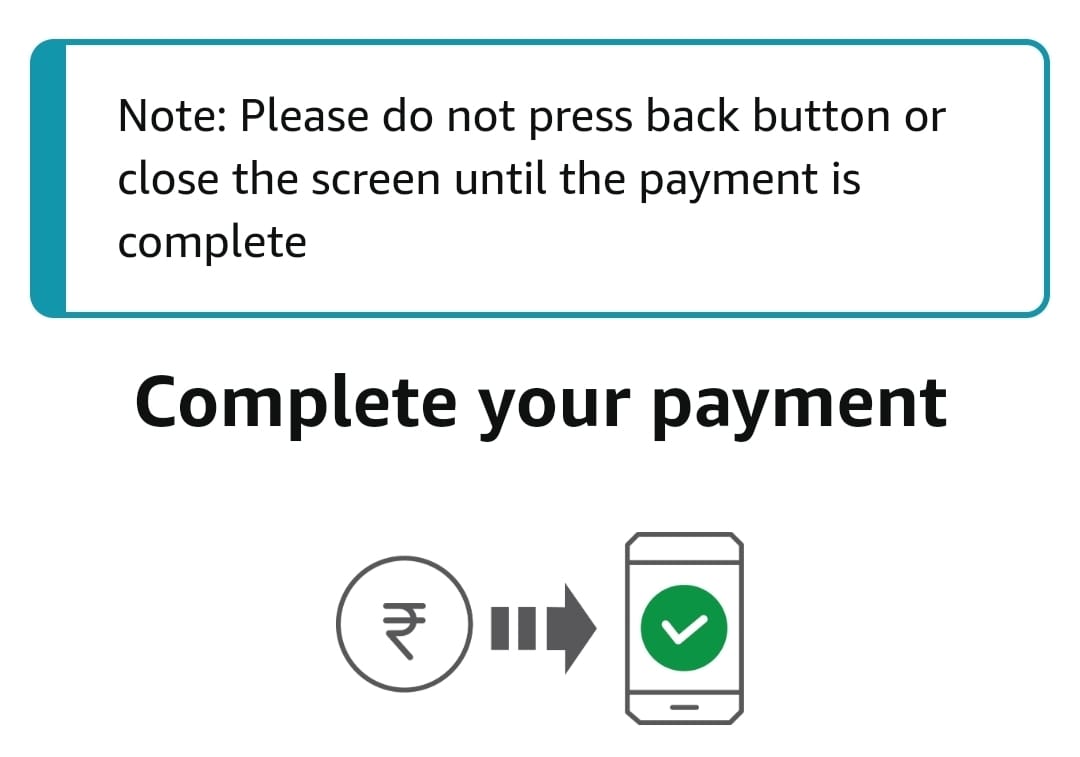 Note: Please do not press back button or
close the screen until the payment is
complete
Complete your payment
₹